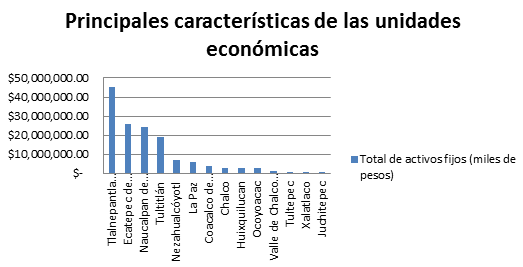 Principales características de las unidades
económicas
$50,000,000.00
$40,000,000.00
$30,000,000.00
$20,000,000.00
$10,000,000.00
$-
Tlalnepantla...
Ecatepec de...
Naucalpan de...
Tultitlán
Nezahualcóyotl
La Paz
Coacalco de...
Chalco
Huixquilucan
Ocoyoacac
Valle de Chalco...
Tultepec
Xalatlaco
Juchitepec
Total de activos fijos (miles de
pesos)